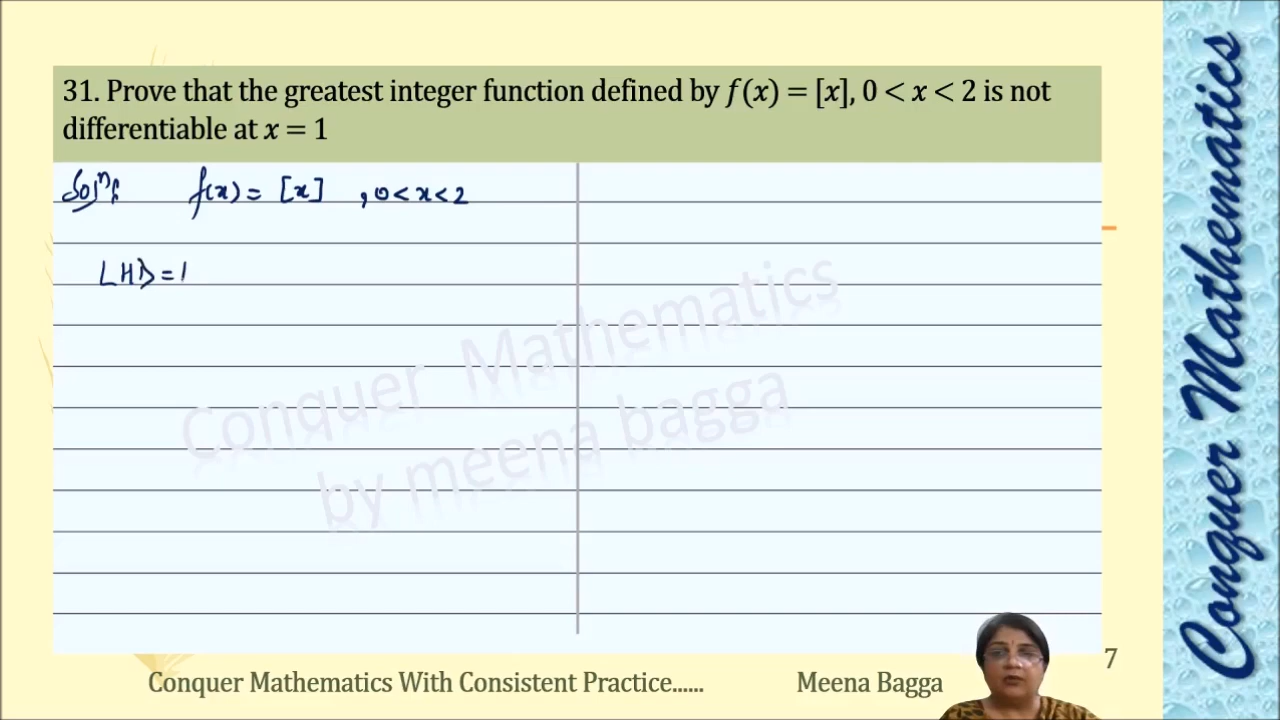 31. Prove that the greatest integer function defined by f(x) = [x], 0 < x < 2 is not
differentiable at x = 1
Solⁿ: f(x) = [x] , 0 < x < 2
LHD = l
Conquer Mathematics
by meena bagga
Conquer Mathematics With Consistent Practice...... Meena Bagga
7
Conquer Mathematics